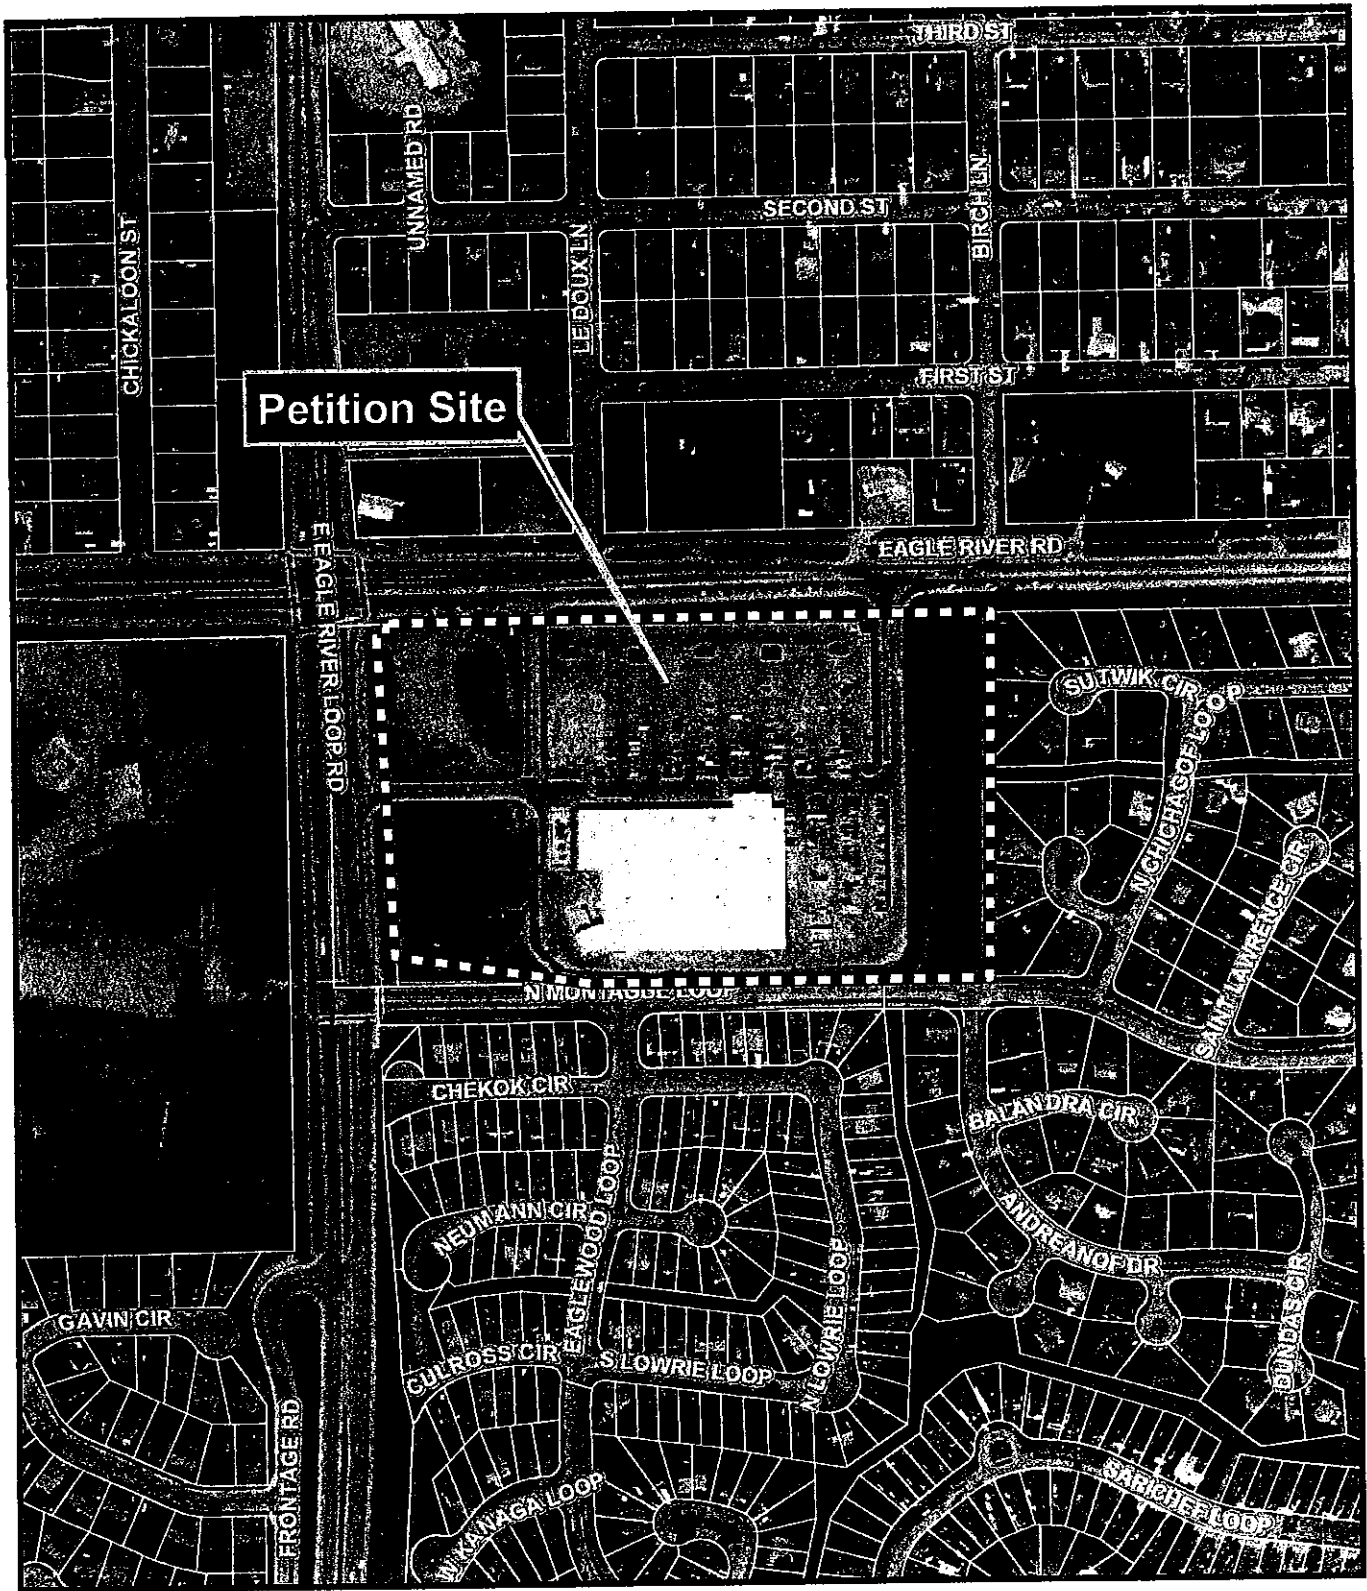 THIRD ST
UNNAMED RD
BIRCH LN
SECOND ST
CHICKALOON ST
LE DOUX LN
FIRST ST
Petition Site
EAGLE RIVER RD
E EAGLE RIVER LOOP RD
SUTWIK CIR
N CHICHAGOF LOOP
SAINT LAWRENCE CIR
N MONTAGUE LOOP
CHEKOK CIR
BALANDRA CIR
NEUMANN CIR
EAGLEWOOD LOOP
ANDREANOF DR
N LOWRIE LOOP
DUNDAS CIR
GAVIN CIR
CULROSS CIR
S LOWRIE LOOP
FRONTAGE RD
KANAGA LOOP
SARICHEF LOOP